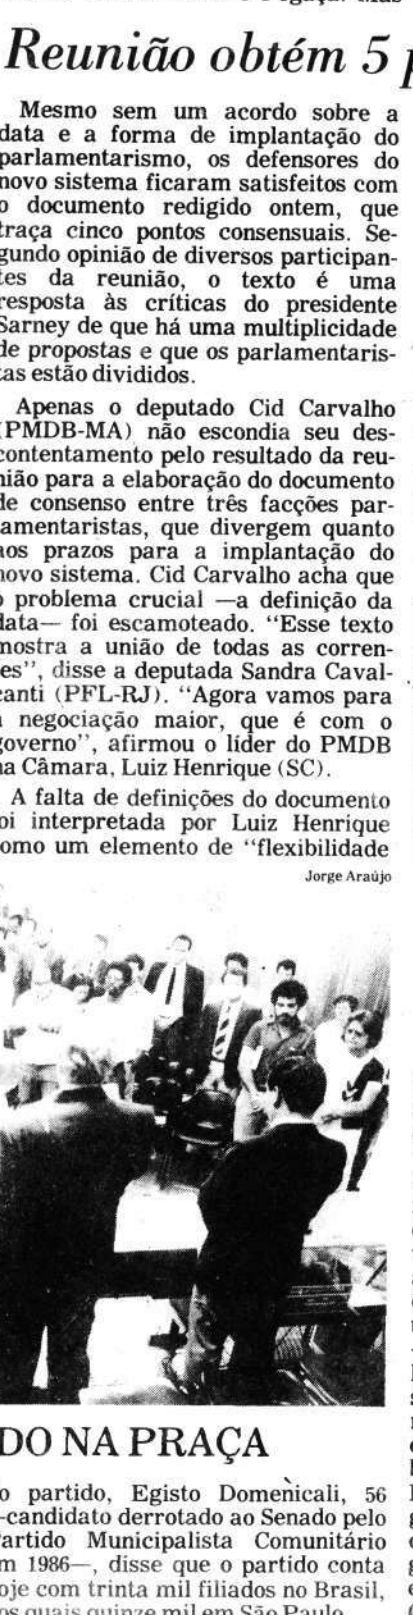 Reunião obtém 5
Mesmo sem um acordo sobre a
data e a forma de implantação do
parlamentarismo, os defensores do
novo sistema ficaram satisfeitos com
o documento redigido ontem, que
traça cinco pontos consensuais. Se-
gundo opinião de diversos participan-
tes da reunião, o texto é uma
resposta às críticas do presidente
Sarney de que há uma multiplicidade
de propostas e que os parlamentaris-
tas estão divididos.
Apenas o deputado Cid Carvalho
(PMDB-MA) não escondia seu des-
contentamento pelo resultado da reu-
nião para a elaboração do documento
de consenso entre três facções par-
lamentaristas, que divergem quanto
aos prazos para a implantação do
novo sistema. Cid Carvalho acha que
o problema crucial —a definição da
data— foi escamoteado. “Esse texto
mostra a união de todas as corren-
tes”, disse a deputada Sandra Caval-
canti (PFL-RJ). “Agora vamos para
a negociação maior, que é com o
governo”, afirmou o líder do PMDB
na Câmara, Luiz Henrique (SC).
A falta de definições do documento
foi interpretada por Luiz Henrique
como um elemento de “flexibilidade
Jorge Araújo
DO NA PRAÇA
o partido, Egisto Domenicali, 56
-candidato derrotado ao Senado pelo
Partido Municipalista Comunitário
em 1986—, disse que o partido conta
hoje com trinta mil filiados no Brasil,
dos quais quinze mil em São Paulo.